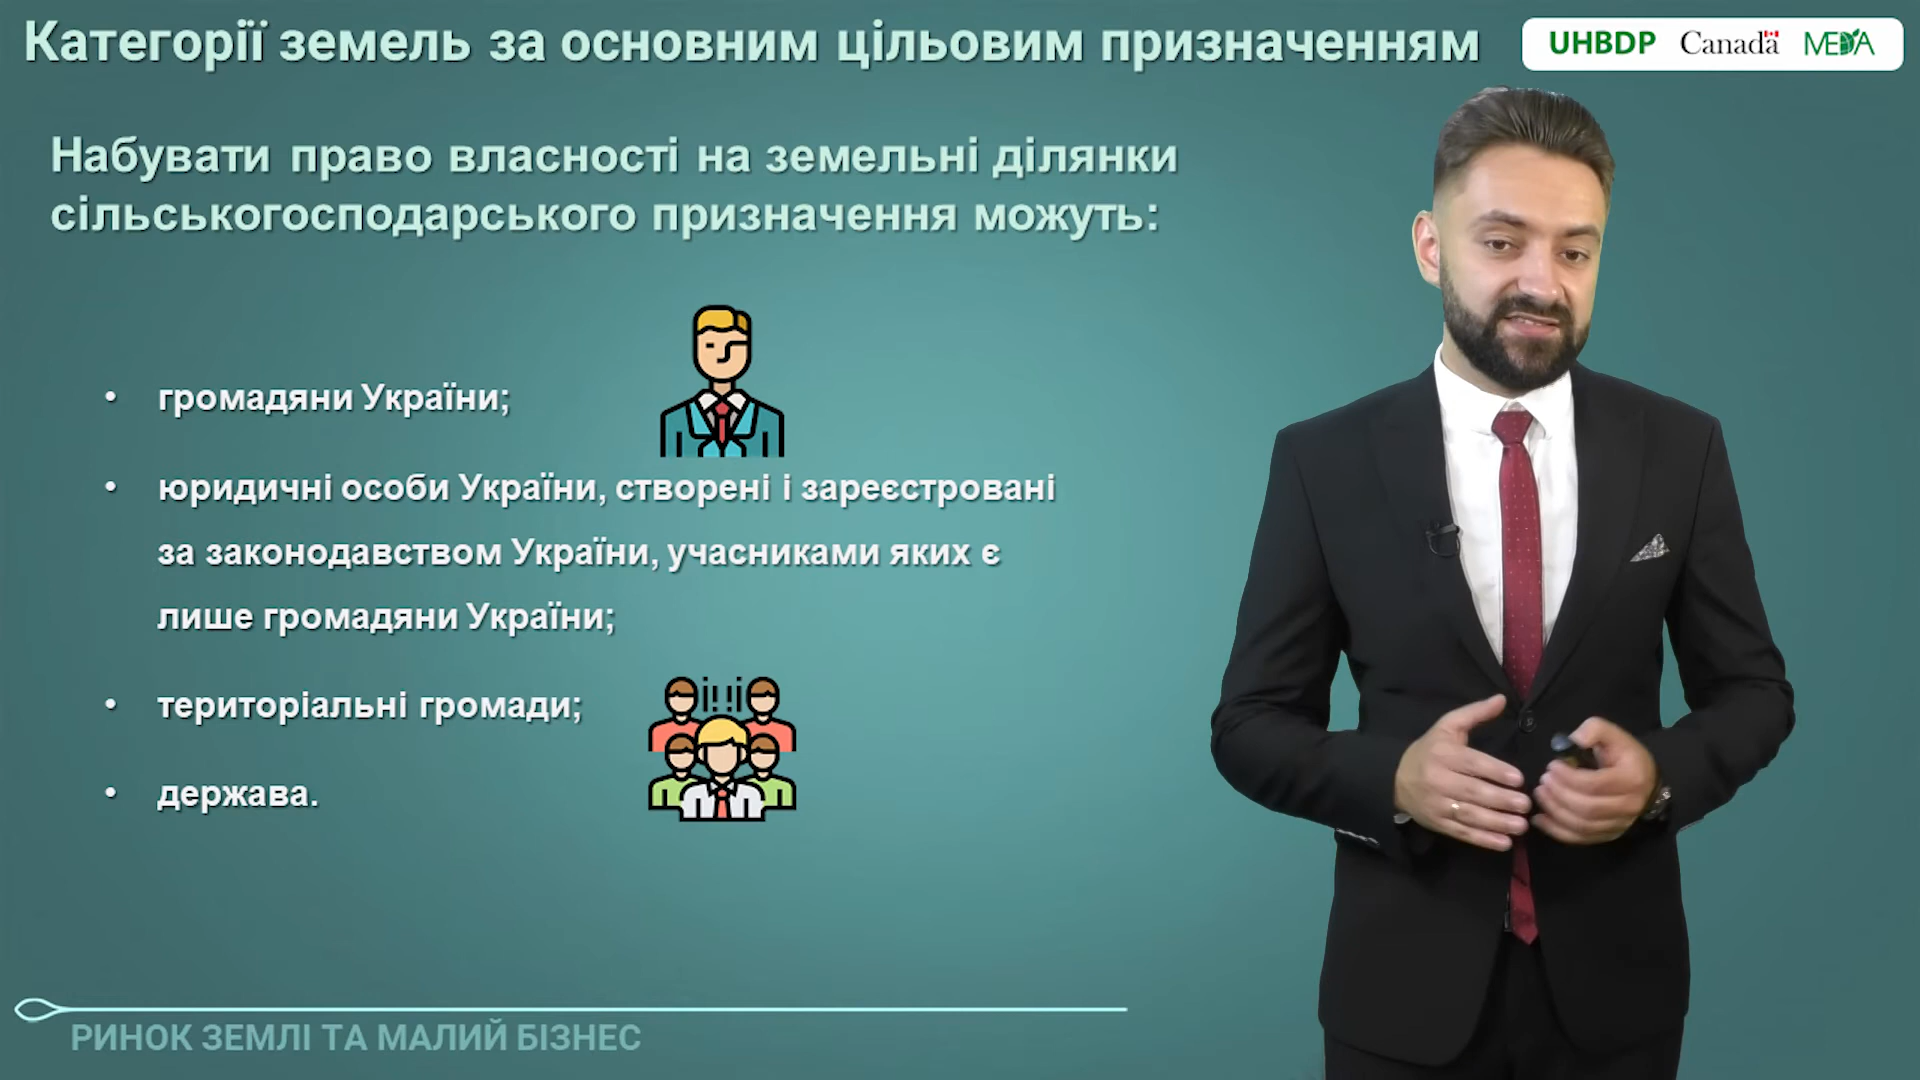 Категорії земель за основним цільовим призначенням
UHBDP Canada MEDA
Набувати право власності на земельні ділянки
сільськогосподарського призначення можуть:
• громадяни України;
• юридичні особи України, створені і зареєстровані
за законодавством України, учасниками яких є
лише громадяни України;
• територіальні громади;
• держава.
РИНОК ЗЕМЛІ ТА МАЛИЙ БІЗНЕС